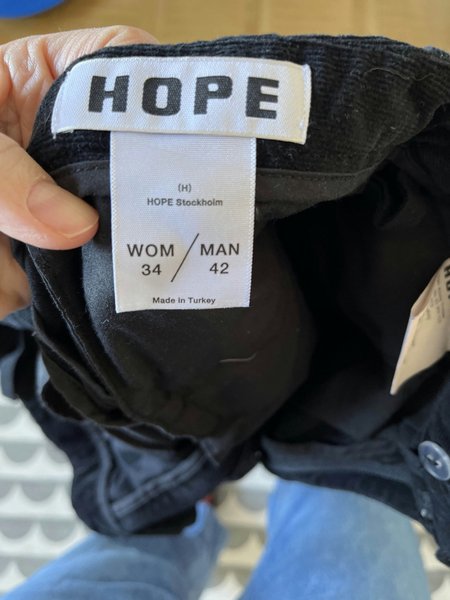 HOPE
(H)
HOPE Stockholm
WOM / MAN
34 42
Made in Turkey